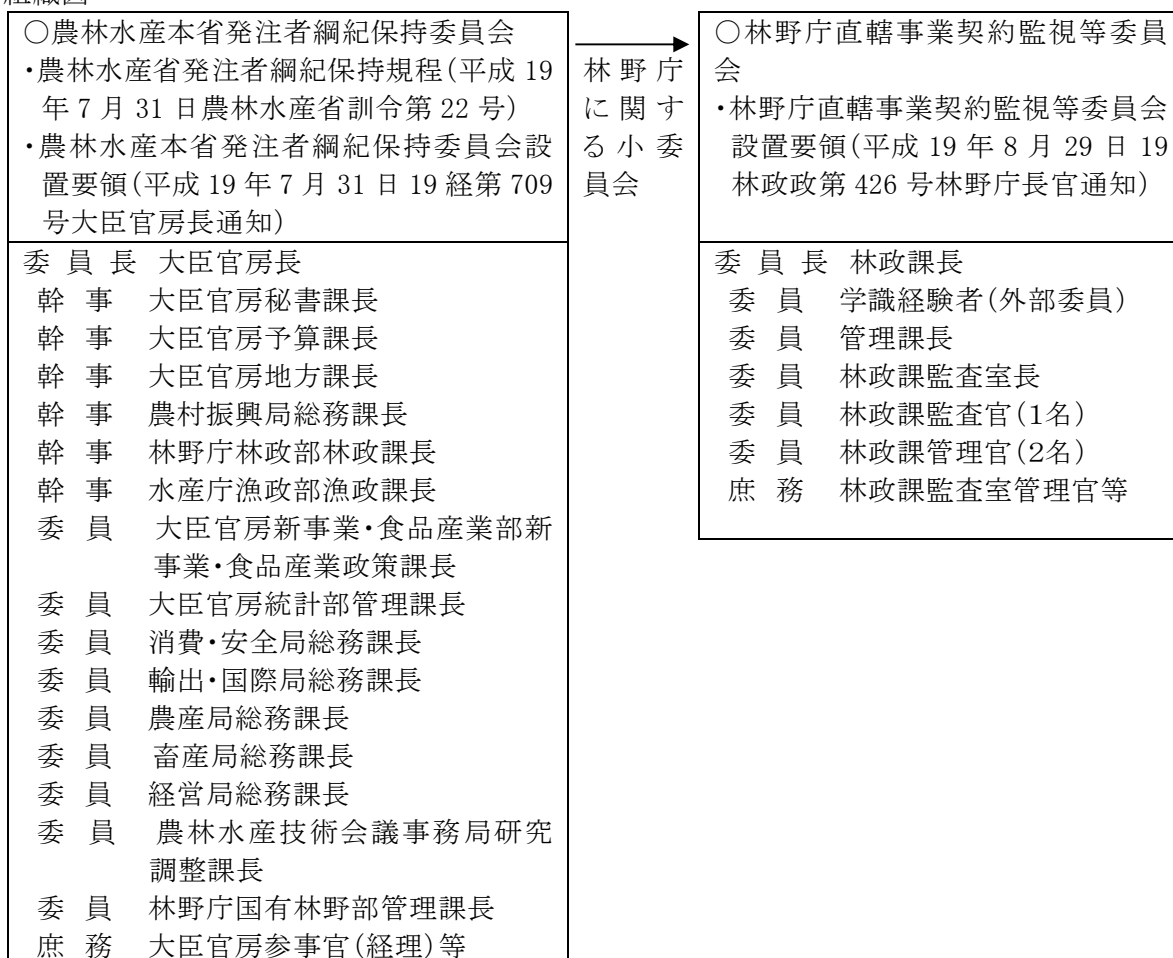 ○農林水産本省発注者綱紀保持委員会
・農林水産省発注者綱紀保持規程(平成 19
年 7 月 31 日農林水産省訓令第 22 号)
・農林水産本省発注者綱紀保持委員会設
置要領(平成 19 年 7 月 31 日 19 経第 709
号大臣官房長通知)
委 員 長 大臣官房長
幹 事 大臣官房秘書課長
幹 事 大臣官房予算課長
幹 事 大臣官房地方課長
幹 事 農村振興局総務課長
幹 事 林野庁林政部林政課長
幹 事 水産庁漁政部漁政課長
委 員 大臣官房新事業・食品産業部新
事業・食品産業政策課長
委 員 大臣官房統計部管理課長
委 員 消費・安全局総務課長
委 員 輸出・国際局総務課長
委 員 農産局総務課長
委 員 畜産局総務課長
委 員 経営局総務課長
委 員 農林水産技術会議事務局研究
調整課長
委 員 林野庁国有林野部管理課長
庶 務 大臣官房参事官(経理)等
林 野 庁
に 関 す
る 小 委
員会
○林野庁直轄事業契約監視等委員
会
・林野庁直轄事業契約監視等委員会
設置要領(平成 19 年 8 月 29 日 19
林政政第 426 号林野庁長官通知)
委 員 長 林政課長
委 員 学識経験者(外部委員)
委 員 管理課長
委 員 林政課監査室長
委 員 林政課監査官(1名)
委 員 林政課管理官(2名)
庶 務 林政課監査室管理官等